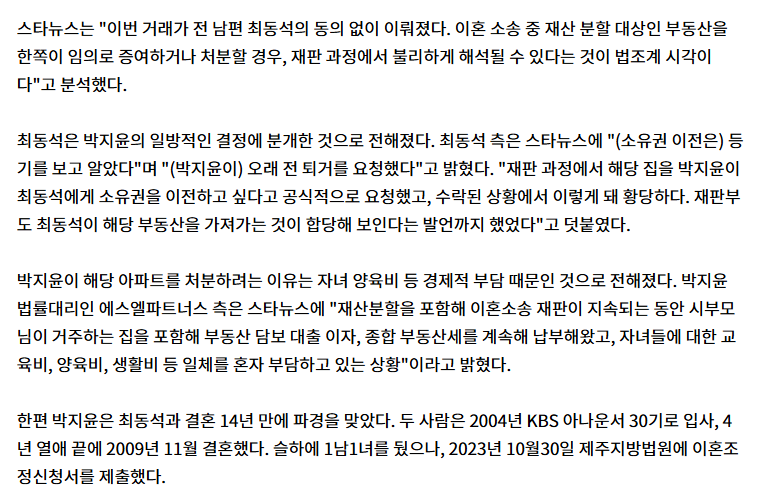 스타뉴스는 "이번 거래가 전 남편 최동석의 동의 없이 이뤄졌다. 이혼 소송 중 재산 분할 대상인 부동산을
한쪽이 임의로 증여하거나 처분할 경우, 재판 과정에서 불리하게 해석될 수 있다는 것이 법조계 시각이
다"고 분석했다.
최동석은 박지윤의 일방적인 결정에 분개한 것으로 전해졌다. 최동석 측은 스타뉴스에 "(소유권 이전은) 등
기를 보고 알았다"며 "(박지윤이) 오래 전 퇴거를 요청했다"고 밝혔다. "재판 과정에서 해당 집을 박지윤이
최동석에게 소유권을 이전하고 싶다고 공식적으로 요청했고, 수락된 상황에서 이렇게 돼 황당하다. 재판부
도 최동석이 해당 부동산을 가져가는 것이 합당해 보인다는 발언까지 했었다"고 덧붙였다.
박지윤이 해당 아파트를 처분하려는 이유는 자녀 양육비 등 경제적 부담 때문인 것으로 전해졌다. 박지윤
법률대리인 에스엘파트너스 측은 스타뉴스에 "재산분할을 포함해 이혼소송 재판이 지속되는 동안 시부모
님이 거주하는 집을 포함해 부동산 담보 대출 이자, 종합 부동산세를 계속해 납부해왔고, 자녀들에 대한 교
육비, 양육비, 생활비 등 일체를 혼자 부담하고 있는 상황"이라고 밝혔다.
한편 박지윤은 최동석과 결혼 14년 만에 파경을 맞았다. 두 사람은 2004년 KBS 아나운서 30기로 입사, 4
년 열애 끝에 2009년 11월 결혼했다. 슬하에 1남1녀를 뒀으나, 2023년 10월30일 제주지방법원에 이혼조
정신청서를 제출했다.